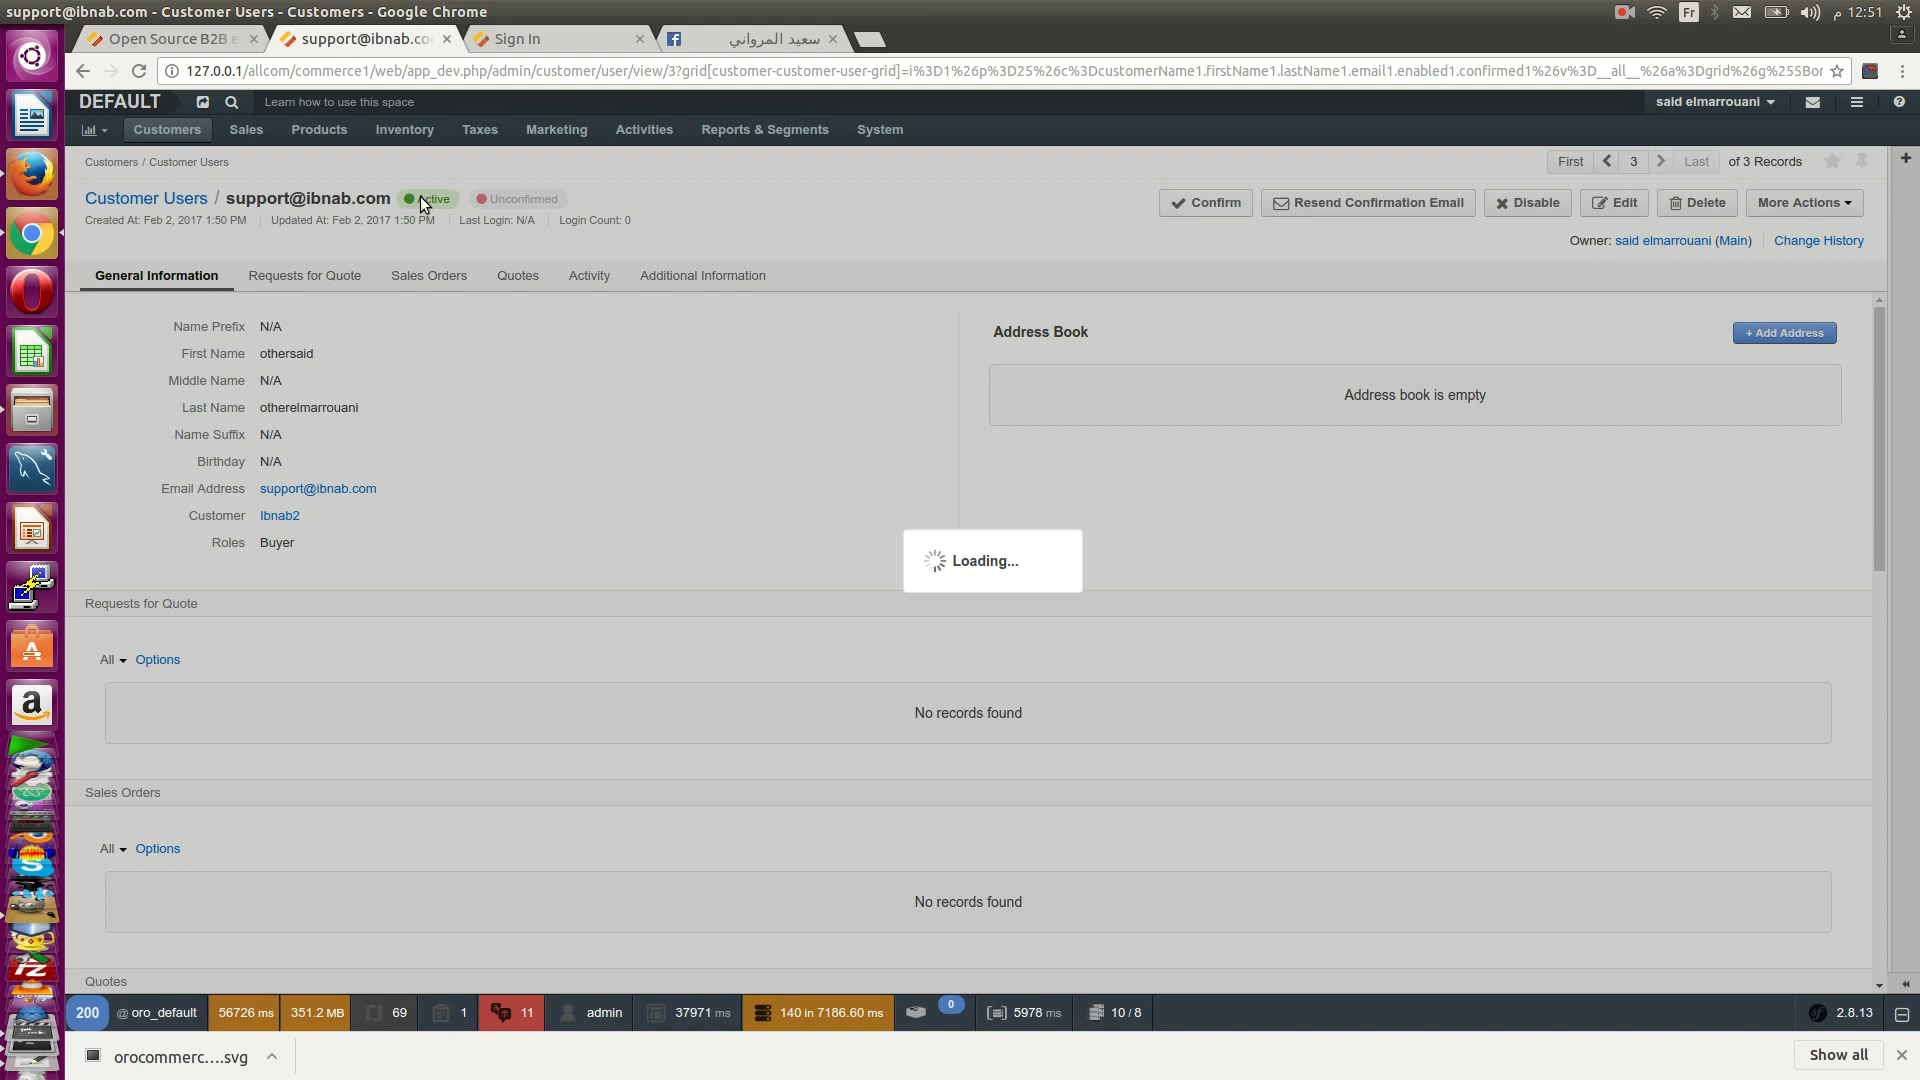 support@ibnab.com - Customer Users - Customers - Google Chrome
Fr
م 12:51
Open Source B2B e
support@ibnab.co
Sign In
سعيد المرواني
127.0.0.1/allcom/commerce1/web/app_dev.php/admin/customer/user/view/3?grid[customer-customer-user-grid]=i%3D1%26p%3D25%26c%3DcustomerName1.firstName1.lastName1.email1.enabled1.confirmed1%26v%3D__all__%26a%3Dgrid%26g%255Bor
DEFAULT
Learn how to use this space
said elmarrouani
Customers
Sales
Products
Inventory
Taxes
Marketing
Activities
Reports & Segments
System
Customers / Customer Users
First
3
Last
of 3 Records
Customer Users / support@ibnab.com
Active
Unconfirmed
Confirm
Resend Confirmation Email
Disable
Edit
Delete
More Actions
Created At: Feb 2, 2017 1:50 PM
Updated At: Feb 2, 2017 1:50 PM
Last Login: N/A
Login Count: 0
Owner: said elmarrouani (Main)
Change History
General Information
Requests for Quote
Sales Orders
Quotes
Activity
Additional Information
Name Prefix N/A
First Name othersaid
Middle Name N/A
Last Name otherelmarrouani
Name Suffix N/A
Birthday N/A
Email Address support@ibnab.com
Customer Ibnab2
Roles Buyer
Address Book
+ Add Address
Address book is empty
Loading...
Requests for Quote
All Options
No records found
Sales Orders
All Options
No records found
Quotes
200 @ oro_default
56726 ms
351.2 MB
69
1
11
admin
37971 ms
140 in 7186.60 ms
0
5978 ms
10 / 8
2.8.13
orocommerc....svg
Show all